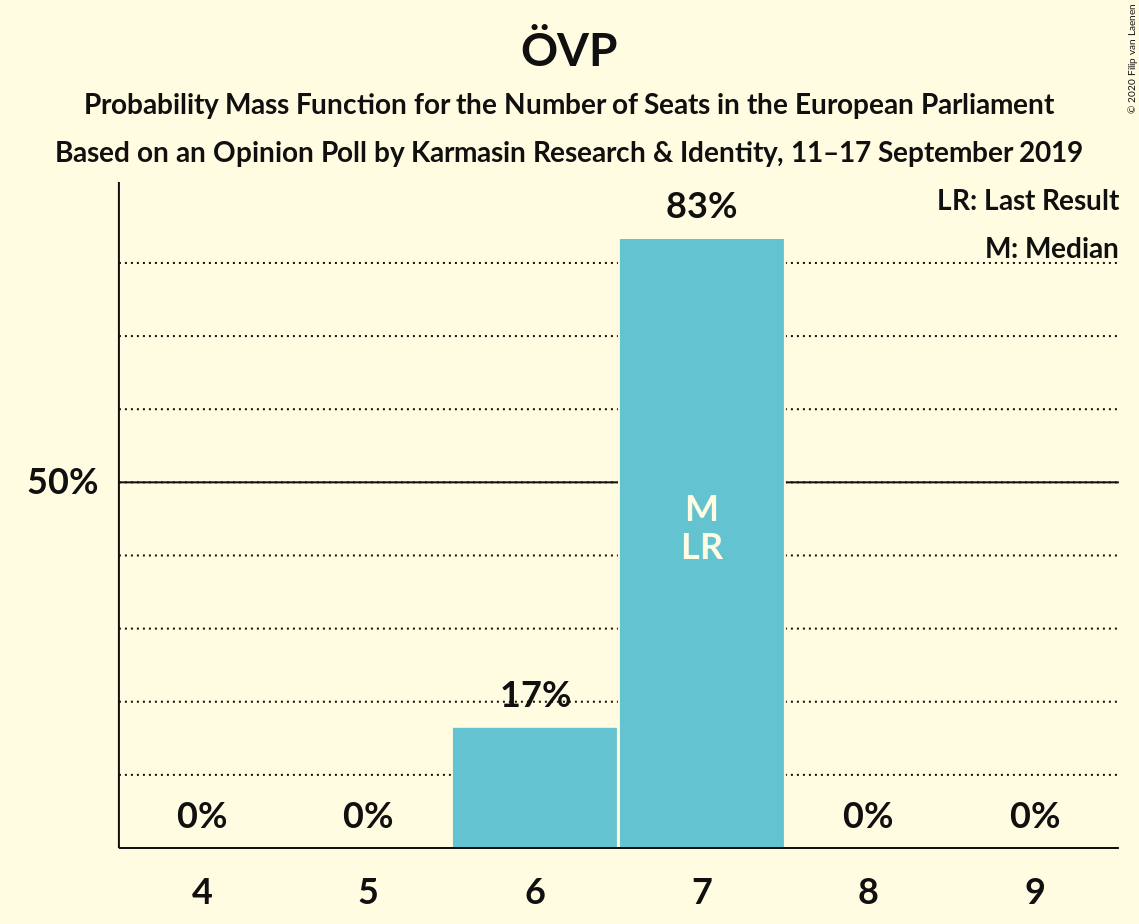 ÖVP
Probability Mass Function for the Number of Seats in the European Parliament
Based on an Opinion Poll by Karmasin Research & Identity, 11–17 September 2019
© 2020 Filip van Laenen
LR: Last Result
M: Median
83%
50%
M
LR
17%
0%
0%
0%
0%
4
5
6
7
8
9